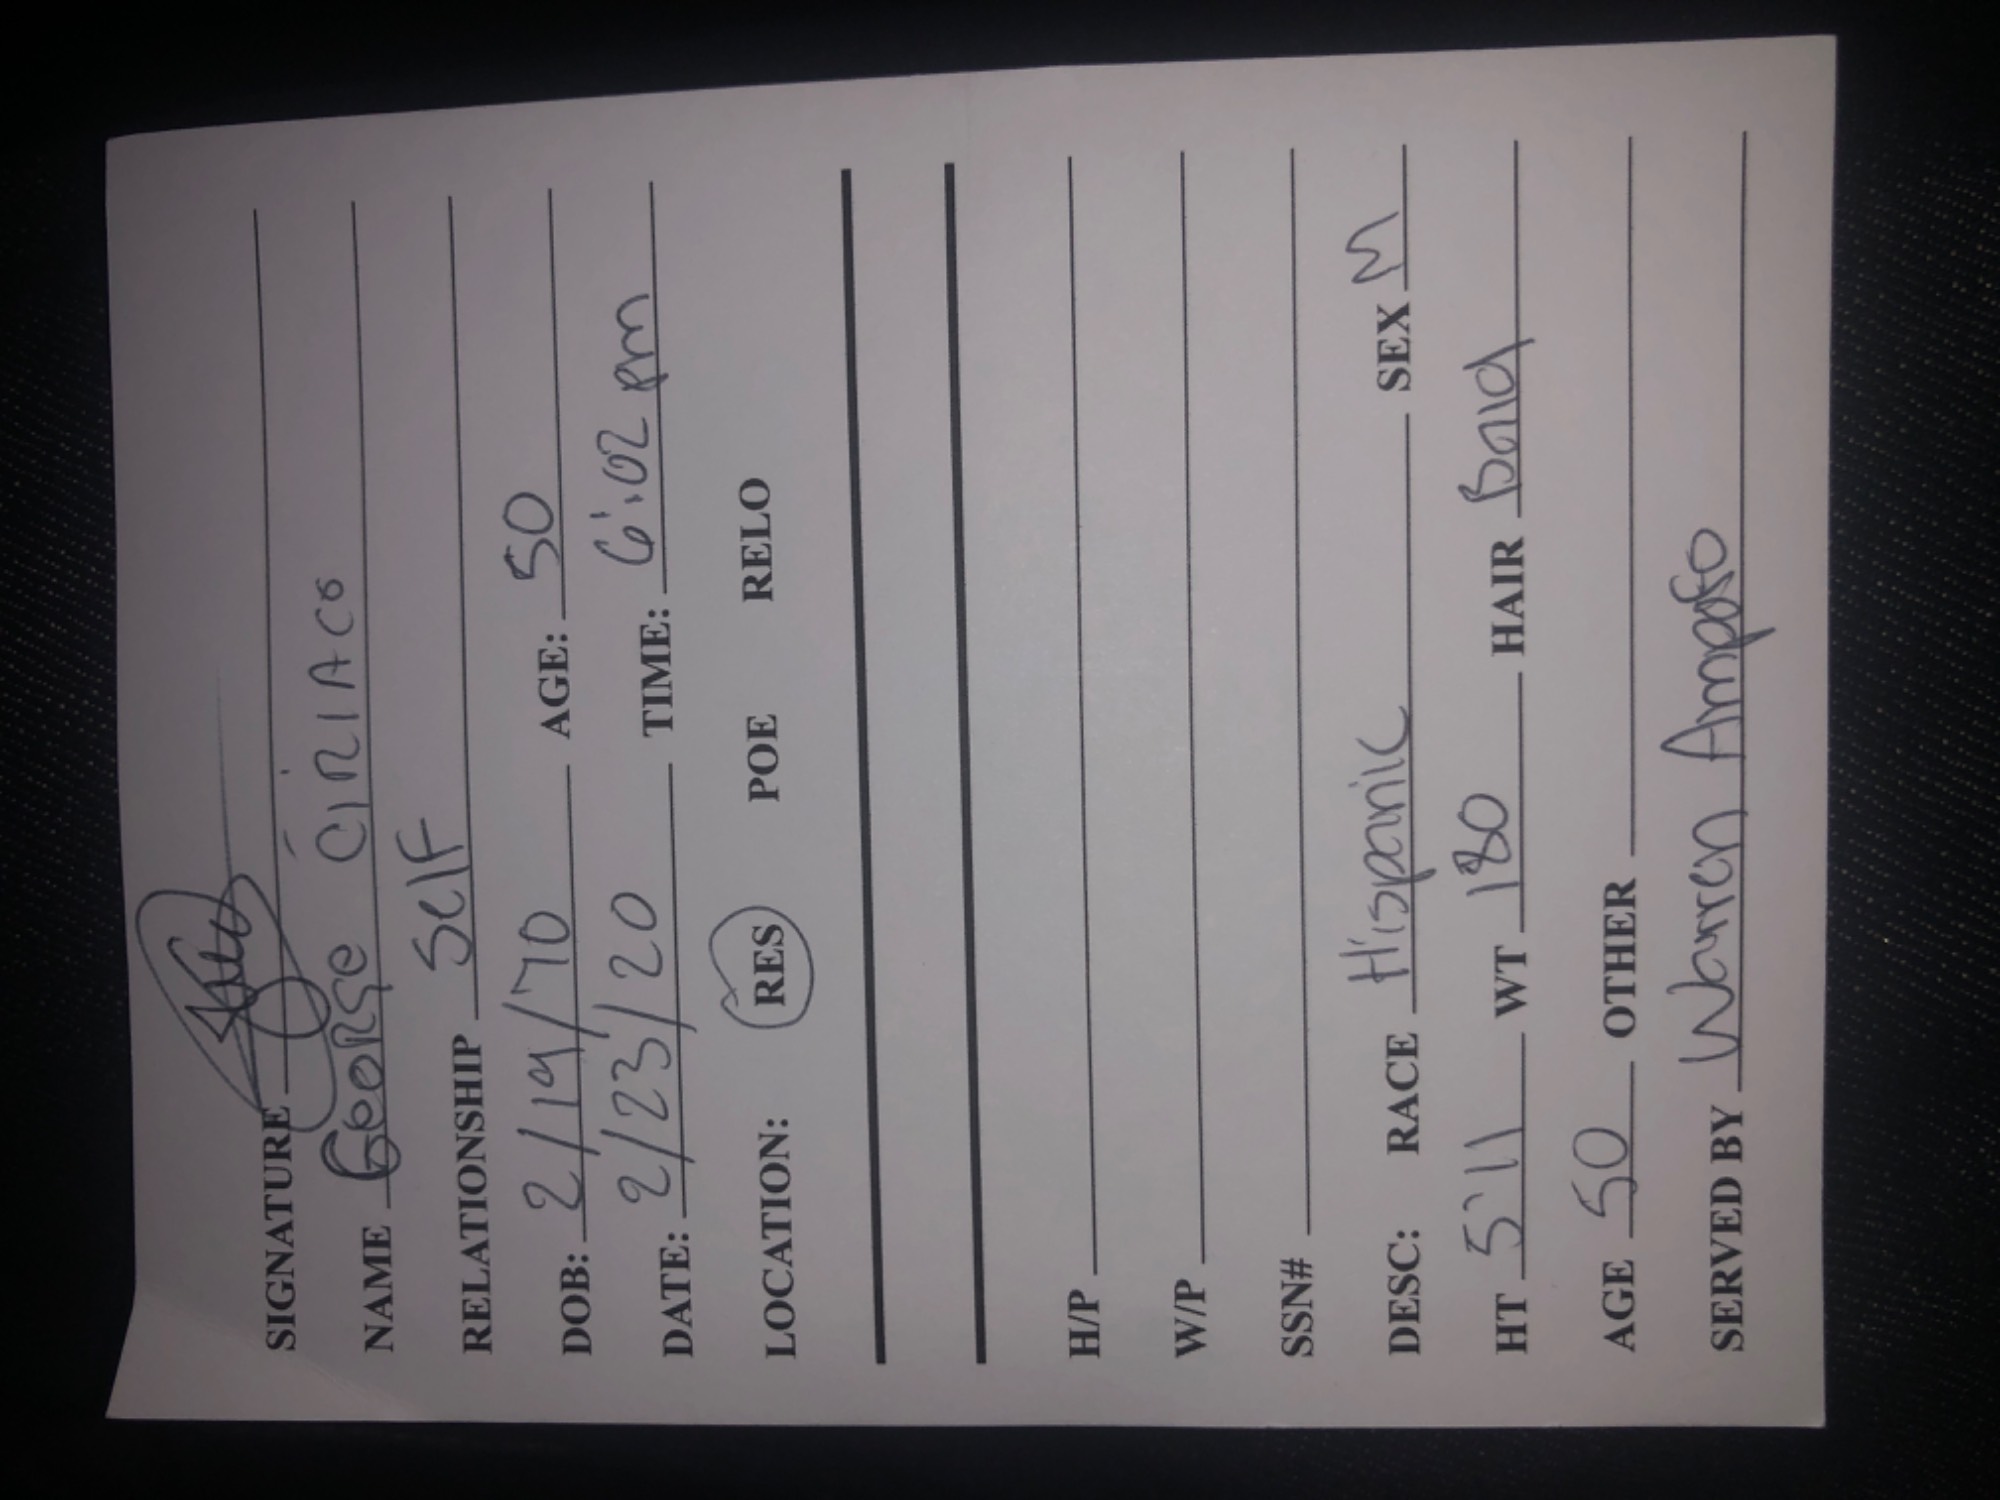 SIGNATURE
NAME George CIRIACO
RELATIONSHIP Self
DOB: 2/19/70 AGE: 50
DATE: 2/23/20 TIME: 6:02 pm
LOCATION: RES POE RELO
H/P
W/P
SSN#
DESC: RACE Hispanic SEX M
HT 5'11 WT 180 HAIR Bald
AGE 50 OTHER
SERVED BY Warren Ampofo